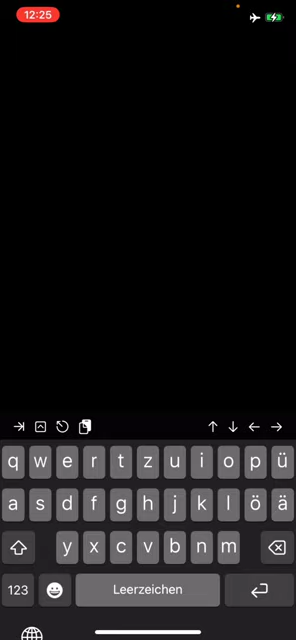 12:25
q w e r t z u i o p ü
a s d f g h j k l ö ä
y x c v b n m
123 Leerzeichen